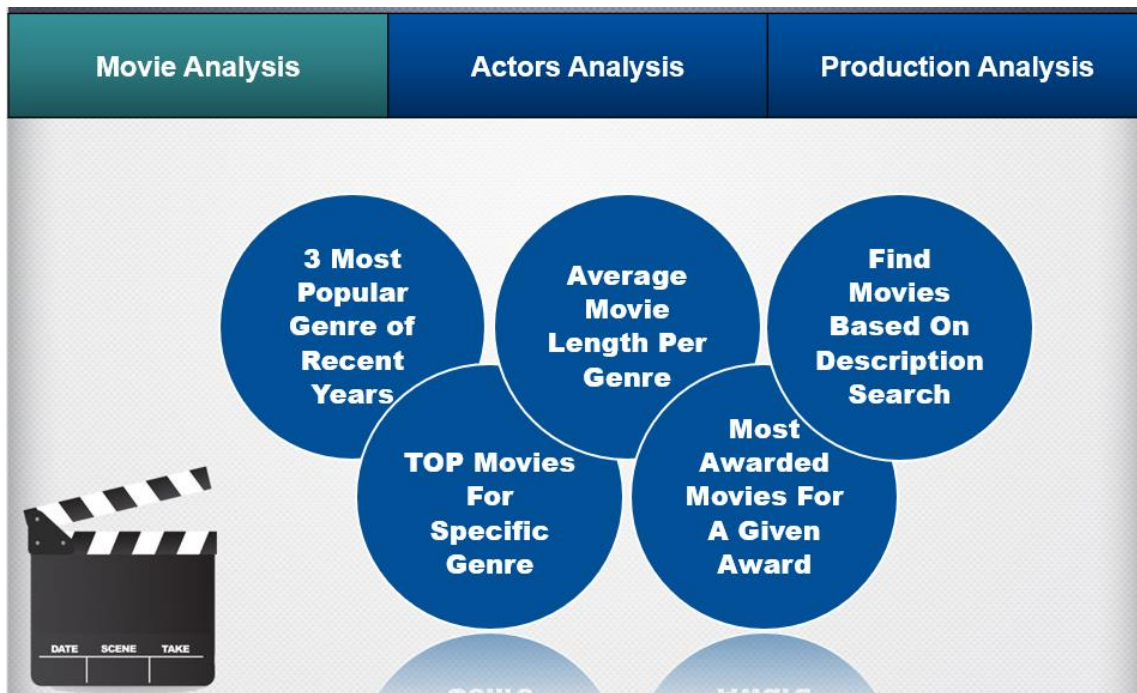 Movie Analysis
Actors Analysis
Production Analysis
3 Most
Popular
Genre of
Recent
Years
TOP Movies
For
Specific
Genre
Average
Movie
Length Per
Genre
Most
Awarded
Movies For
A Given
Award
Find
Movies
Based On
Description
Search
DATE SCENE TAKE